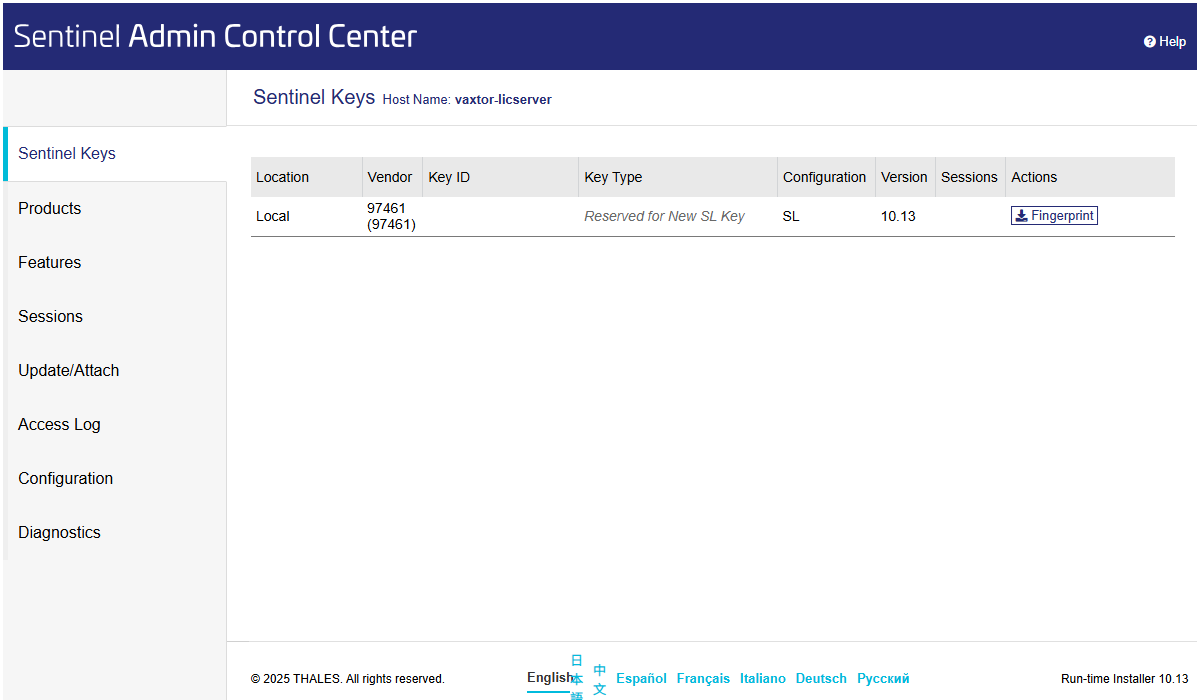 Sentinel Admin Control Center
Help
Sentinel Keys Host Name: vaxtor-licserver
Sentinel Keys
Products
Features
Sessions
Update/Attach
Access Log
Configuration
Diagnostics
Location Vendor Key ID Key Type Configuration Version Sessions Actions
Local 97461 (97461) Reserved for New SL Key SL 10.13 Fingerprint
© 2025 THALES. All rights reserved.
English 日本語 中文 Español Français Italiano Deutsch Русский
Run-time Installer 10.13